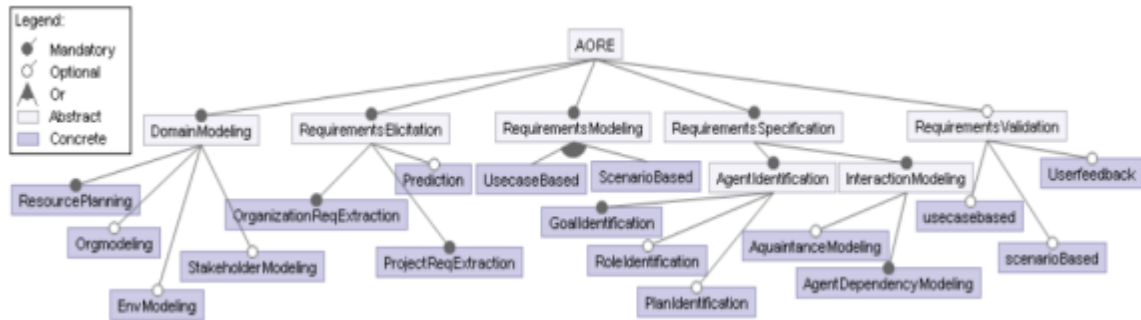 Legend:
Mandatory
Optional
Or
Abstract
Concrete
AORE
DomainModeling
RequirementsElicitation
RequirementsModeling
RequirementsSpecification
RequirementsValidation
ResourcePlanning
Orgmodeling
EnvModeling
StakeholderModeling
OrganizationReqExtraction
Prediction
ProjectReqExtraction
UsecaseBased
ScenarioBased
AgentIdentification
InteractionModeling
GoalIdentification
RoleIdentification
PlanIdentification
AquaintanceModeling
AgentDependencyModeling
usecasebased
scenarioBased
Userfeedback